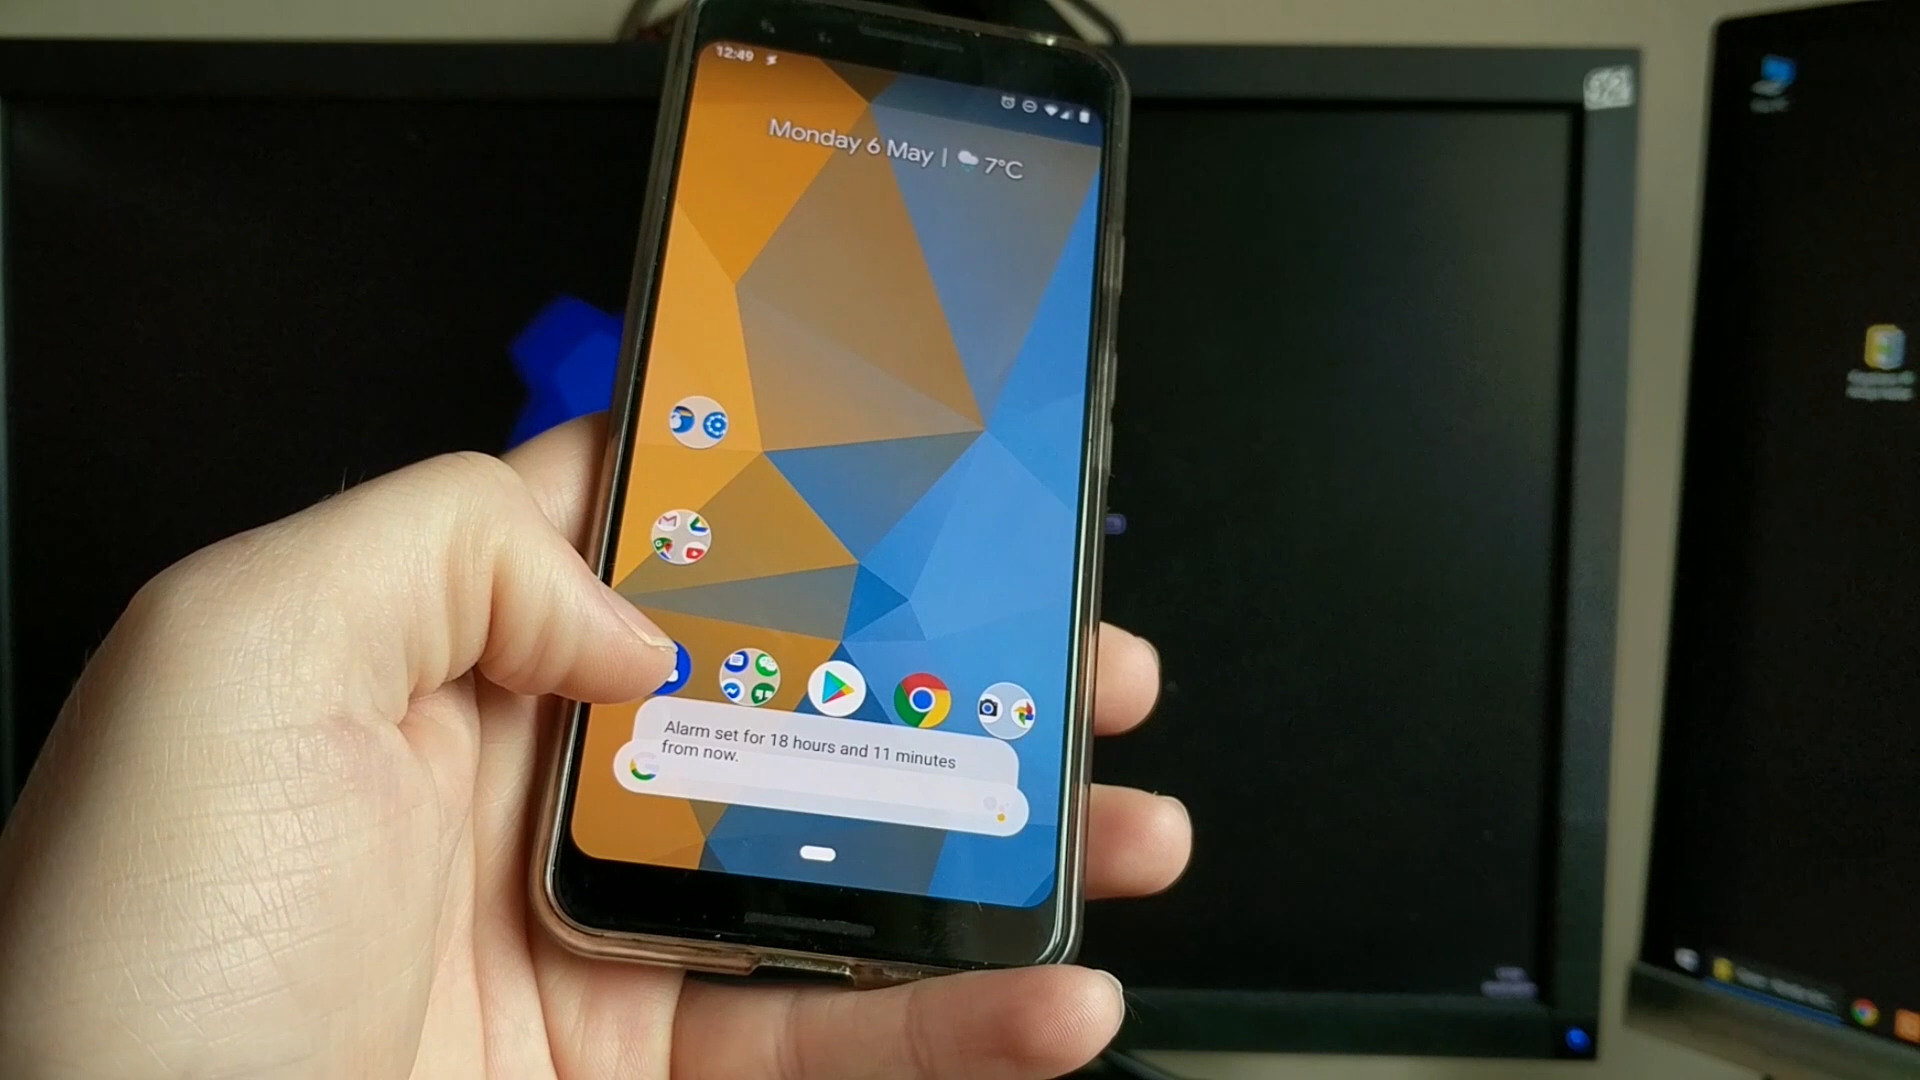 12:49
Monday 6 May | 7°C
Alarm set for 18 hours and 11 minutes
from now.